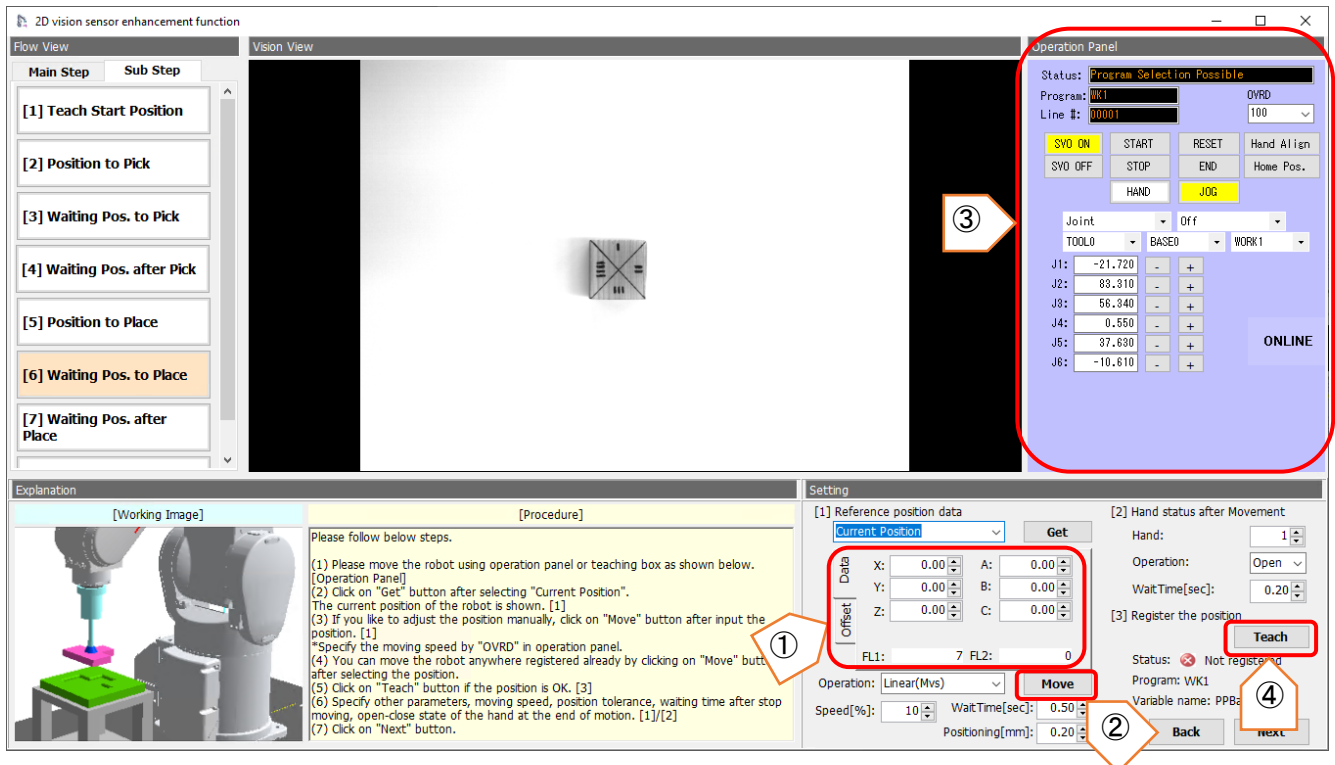 2D vision sensor enhancement function
Flow View
Main Step Sub Step
[1] Teach Start Position
[2] Position to Pick
[3] Waiting Pos. to Pick
[4] Waiting Pos. after Pick
[5] Position to Place
[6] Waiting Pos. to Place
[7] Waiting Pos. after
Place
Vision View
Operation Panel
Status: Program Selection Possible
Program: WK1 OVRD
Line #: 00001 100
SVO ON START RESET Hand Align
SVO OFF STOP END Home Pos.
HAND JOG
③
Joint Off
TOOL0 BASE0 WORK1
J1: -21.720 - +
J2: 83.310 - +
J3: 56.340 - +
J4: 0.550 - +
J5: 37.630 - +
J6: -10.610 - +
ONLINE
Explanation
[Working Image] [Procedure]
Please follow below steps.
(1) Please move the robot using operation panel or teaching box as shown below.
[Operation Panel]
(2) Click on "Get" button after selecting "Current Position".
The current position of the robot is shown. [1]
(3) If you like to adjust the position manually, click on "Move" button after input the
position. [1]
*Specify the moving speed by "OVRD" in operation panel.
(4) You can move the robot anywhere registered already by clicking on "Move" butt
after selecting the position.
(5) Click on "Teach" button if the position is OK. [3]
(6) Specify other parameters, moving speed, position tolerance, waiting time after stop
moving, open-close state of the hand at the end of motion. [1]/[2]
(7) Click on "Next" button.
Setting
[1] Reference position data
Current Position Get
Data
Offset
X: 0.00 A: 0.00
Y: 0.00 B: 0.00
Z: 0.00 C: 0.00
FL1: 7 FL2: 0
①
Operation: Linear(Mvs) Move
Speed[%]: 10 WaitTime[sec]: 0.50
Positioning[mm]: 0.20
②
[2] Hand status after Movement
Hand: 1
Operation: Open
WaitTime[sec]: 0.20
[3] Register the position
Teach
Status: Not registered
Program: WK1
Variable name: PPBa
④
Back Next